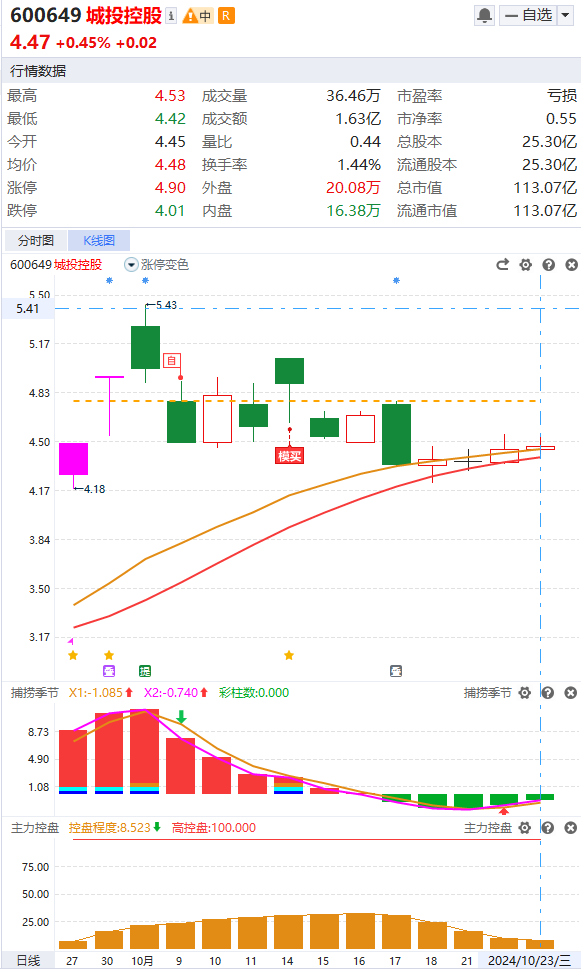 600649 城投控股 i ! 中 R — 自选
4.47 +0.45% +0.02
行情数据
最高 4.53 成交量 36.46万 市盈率 亏损
最低 4.42 成交额 1.63亿 市净率 0.55
今开 4.45 量比 0.44 总股本 25.30亿
均价 4.48 换手率 1.44% 流通股本 25.30亿
涨停 4.90 外盘 20.08万 总市值 113.07亿
跌停 4.01 内盘 16.38万 流通市值 113.07亿
分时图 K线图
600649 城投控股 涨停变色
5.50
5.41
5.43
5.17
自
4.83
4.50
模买
4.18
4.17
3.84
3.50
3.17
提
捕捞季节 X1:-1.085 X2:-0.740 彩柱数:0.000 捕捞季节
8.73
4.90
1.08
主力控盘 控盘程度:8.523 高控盘:100.000 主力控盘
75.00
50.00
25.00
日线 27 30 10月 9 10 11 14 15 16 17 18 21 2024/10/23/三